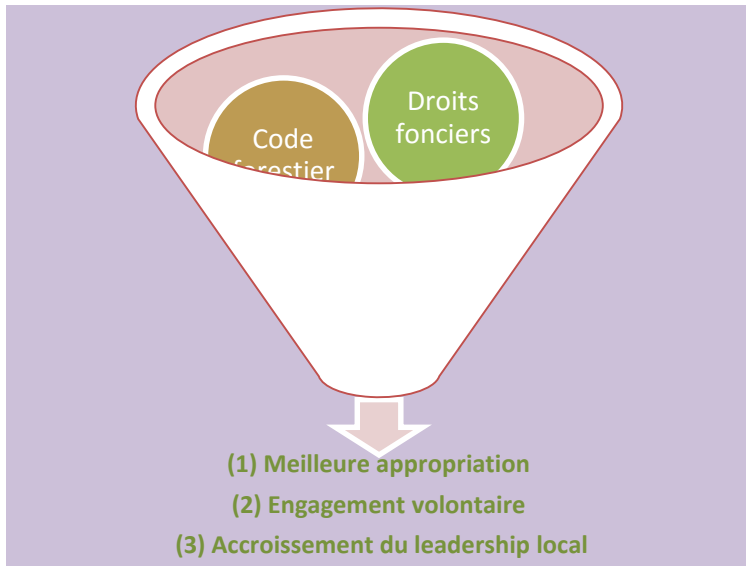 Droits
fonciers
Code
forestier
(1) Meilleure appropriation
(2) Engagement volontaire
(3) Accroissement du leadership local